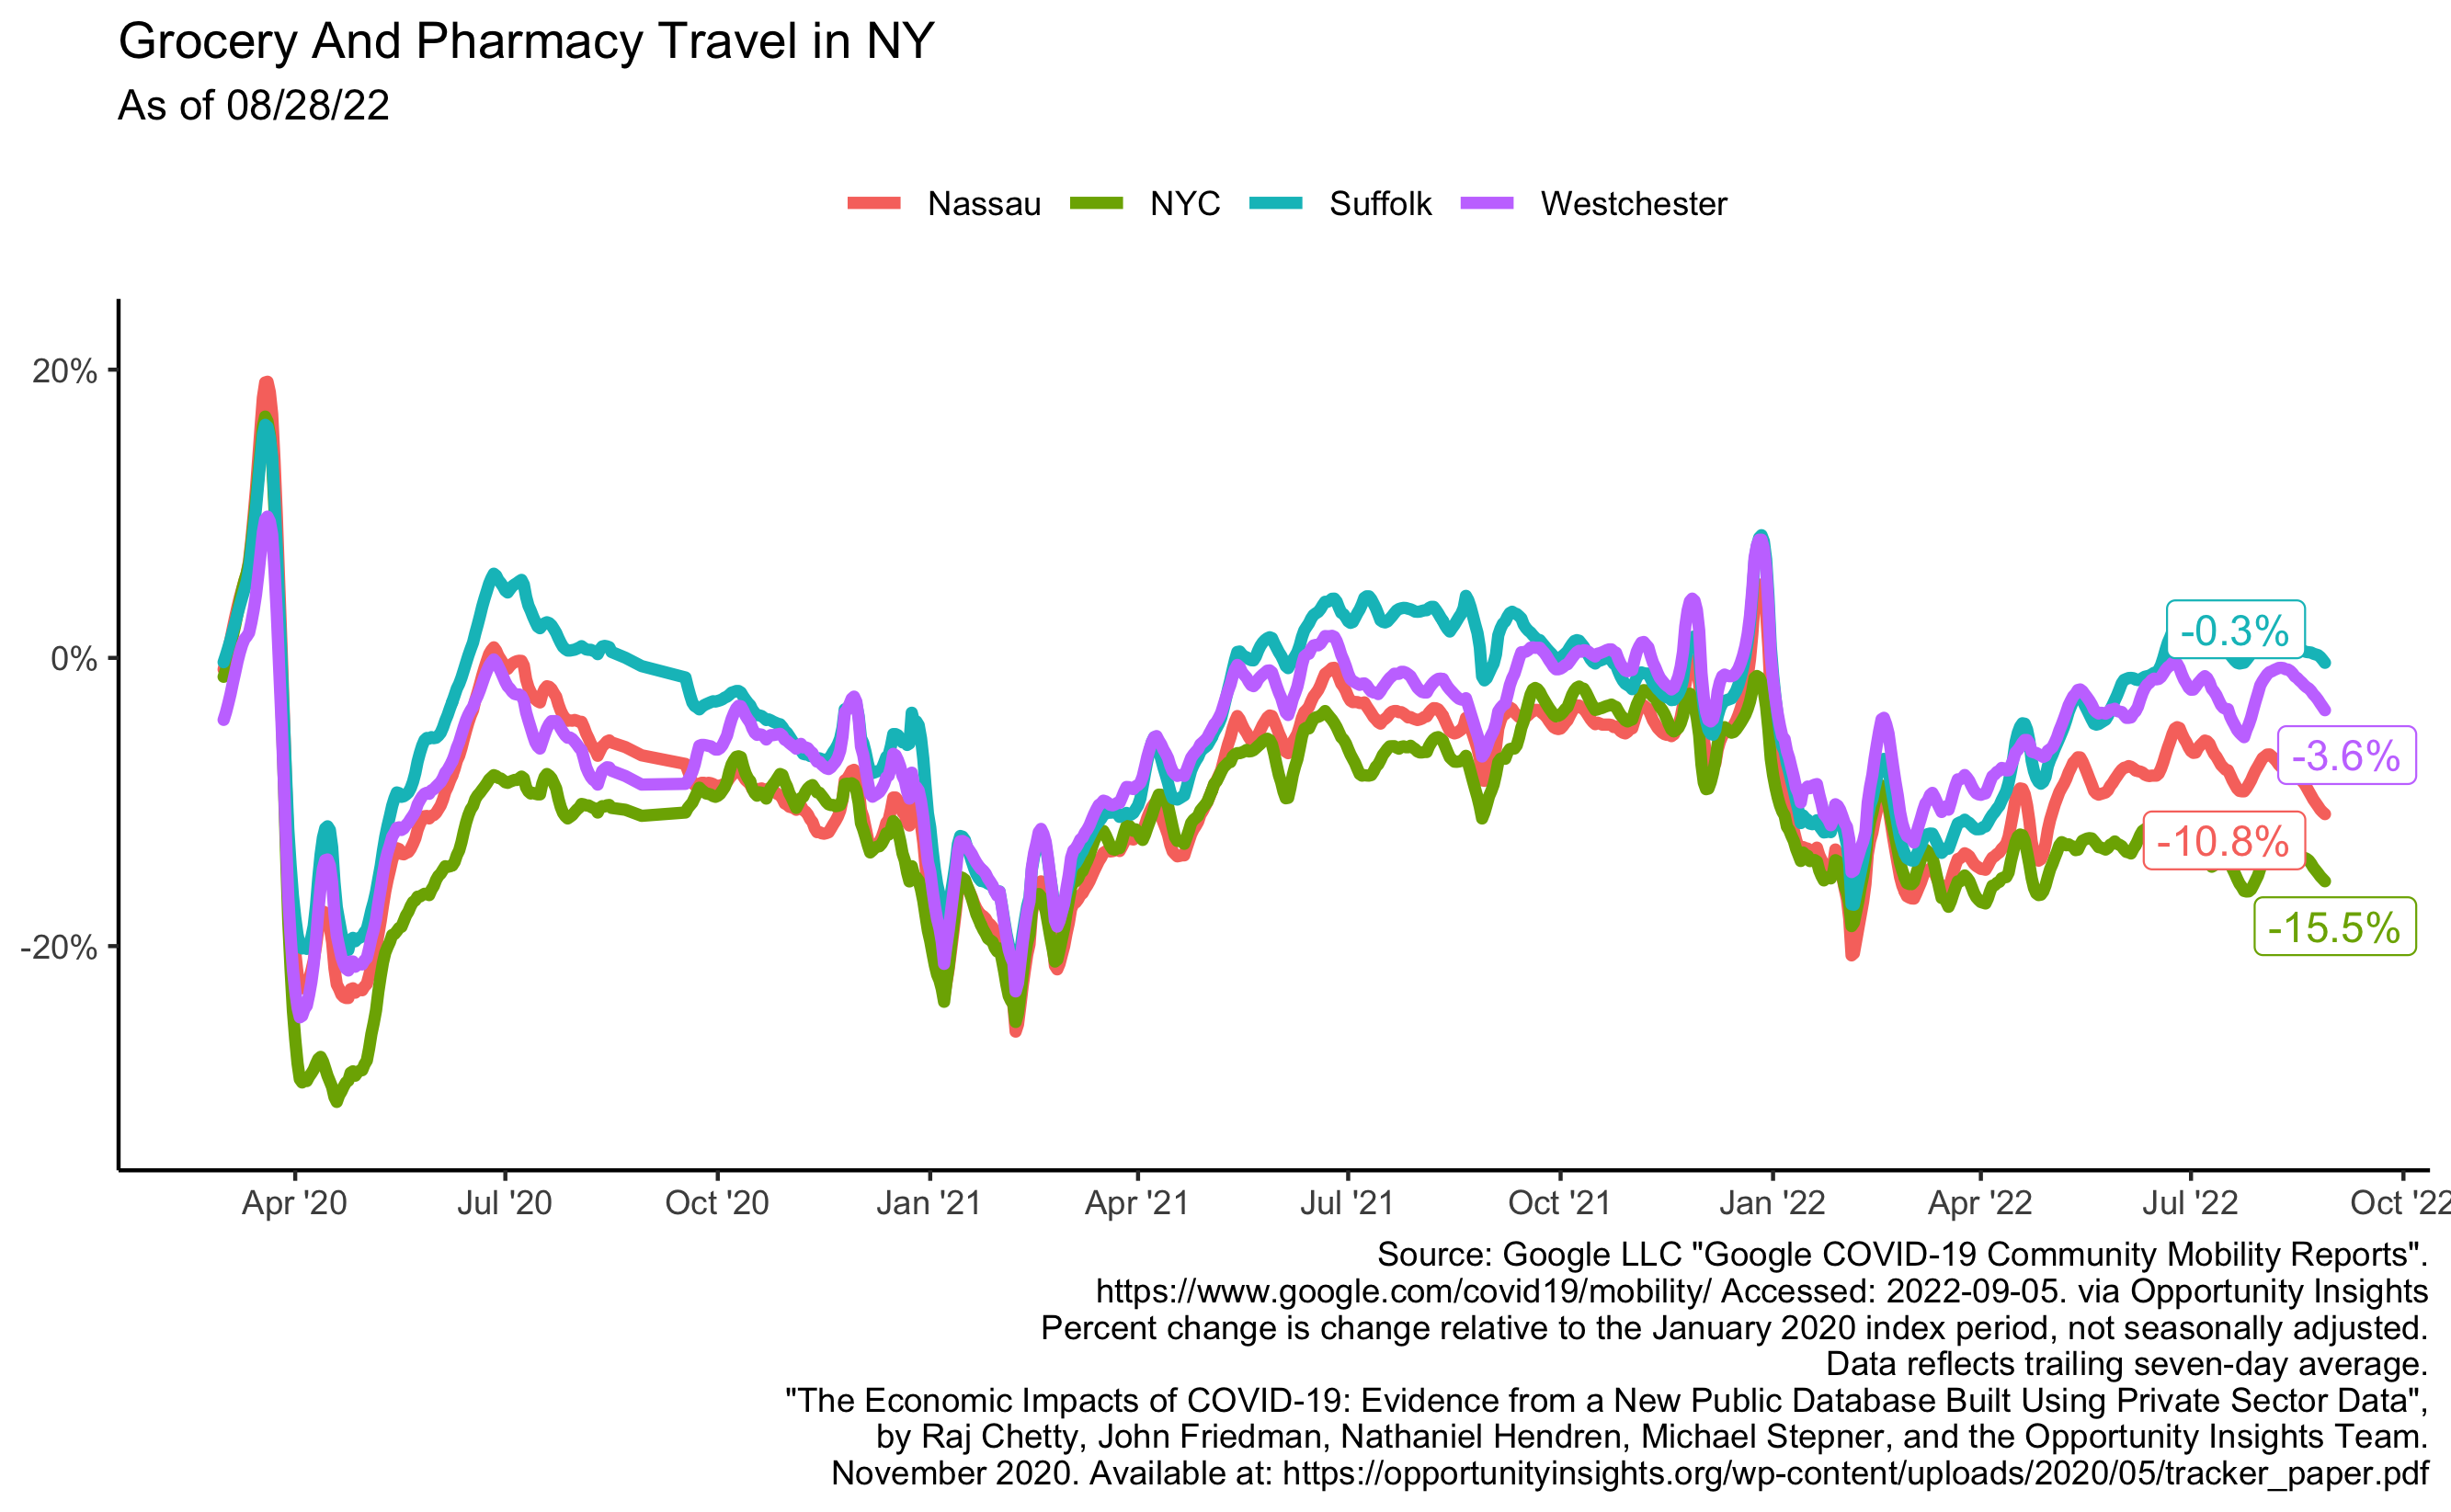 Grocery And Pharmacy Travel in NY
As of 08/28/22
Nassau NYC Suffolk Westchester
20%
0%
-20%
-0.3%
-3.6%
-10.8%
-15.5%
Apr '20 Jul '20 Oct '20 Jan '21 Apr '21 Jul '21 Oct '21 Jan '22 Apr '22 Jul '22 Oct '22
Source: Google LLC "Google COVID-19 Community Mobility Reports".
https://www.google.com/covid19/mobility/ Accessed: 2022-09-05. via Opportunity Insights
Percent change is change relative to the January 2020 index period, not seasonally adjusted.
Data reflects trailing seven-day average.
"The Economic Impacts of COVID-19: Evidence from a New Public Database Built Using Private Sector Data",
by Raj Chetty, John Friedman, Nathaniel Hendren, Michael Stepner, and the Opportunity Insights Team.
November 2020. Available at: https://opportunityinsights.org/wp-content/uploads/2020/05/tracker_paper.pdf